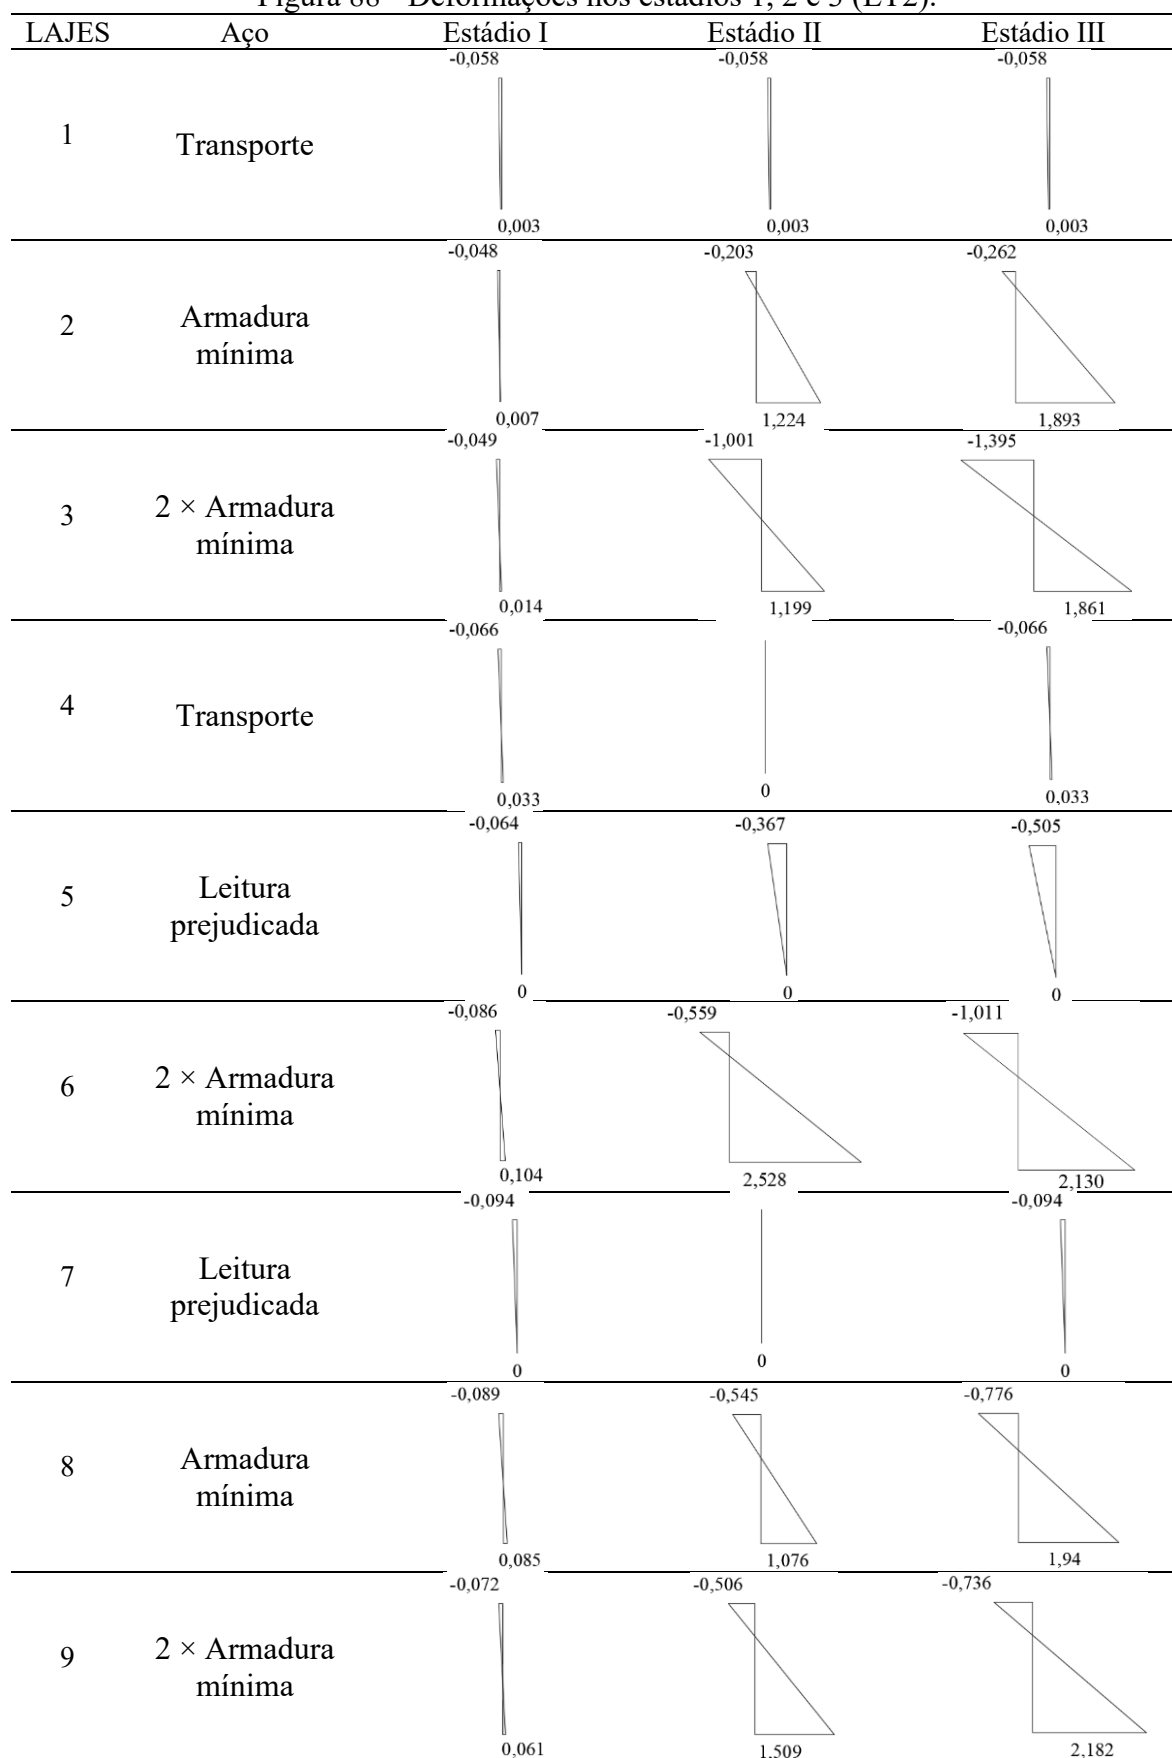 Figura 88 - Deformações nos estádios 1, 2 e 3 (ET2).
LAJES Aço Estádio I Estádio II Estádio III
-0,058 -0,058 -0,058
1 Transporte
0,003 0,003 0,003
-0,048 -0,203 -0,262
2 Armadura
mínima
0,007 1,224 1,893
-0,049 -1,001 -1,395
3 2 × Armadura
mínima
0,014 1,199 1,861
-0,066 -0,066
4 Transporte
0,033 0 0,033
-0,064 -0,367 -0,505
5 Leitura
prejudicada
0 0 0
-0,086 -0,559 -1,011
6 2 × Armadura
mínima
0,104 2,528 2,130
-0,094 -0,094
7 Leitura
prejudicada
0 0 0
-0,089 -0,545 -0,776
8 Armadura
mínima
0,085 1,076 1,94
-0,072 -0,506 -0,736
9 2 × Armadura
mínima
0,061 1,509 2,182